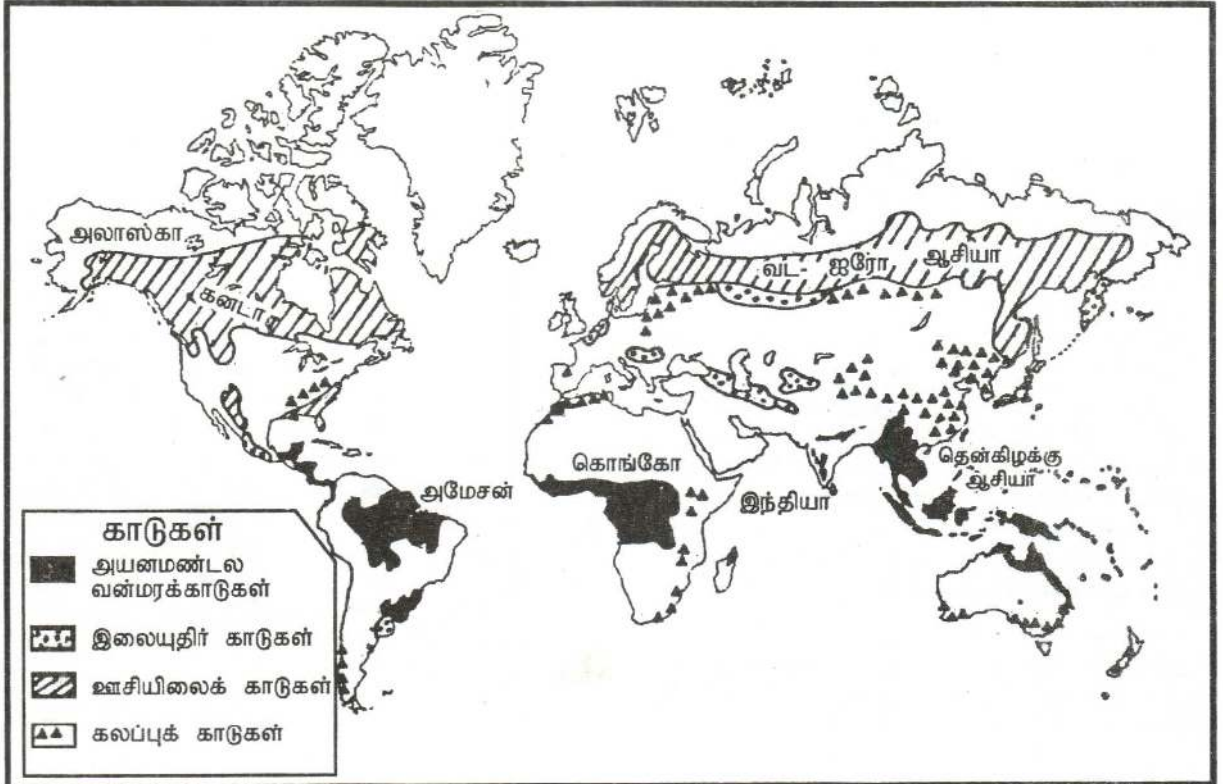 அலாஸ்கா
கனடா
வட- ஐரோ ஆசியா
கொங்கோ
அமேசன்
இந்தியா
தென்கிழக்கு
ஆசியா
காடுகள்
அயனமண்டல
வன்மரக்காடுகள்
இலையுதிர் காடுகள்
ஊசியிலைக் காடுகள்
கலப்புக் காடுகள்